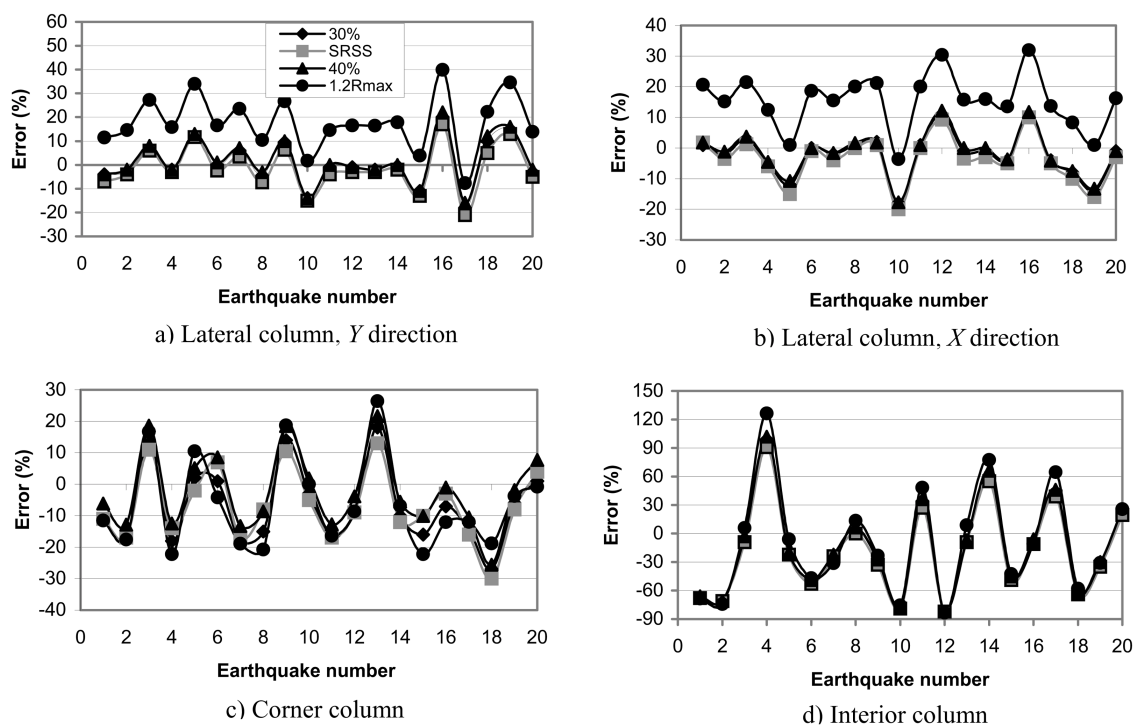 60
50
40
30
20
10
0
10
20
-30
Error (%)
30%
SRSS
40%
1.2Rmax
0 2 4 6 8 10 12 14 16 18 20
Earthquake number
a) Lateral column, Y direction
40
30
20
10
0
-10
-20
-30
Error (%)
0 2 4 6 8 10 12 14 16 18 20
Earthquake number
b) Lateral column, X direction
30
20
10
0
-10
-20
-30
-40
Error (%)
0 2 4 6 8 10 12 14 16 18 20
Earthquake number
c) Corner column
150
120
90
60
30
0
-30
-60
-90
Error (%)
0 2 4 6 8 10 12 14 16 18 20
Earthquake number
d) Interior column